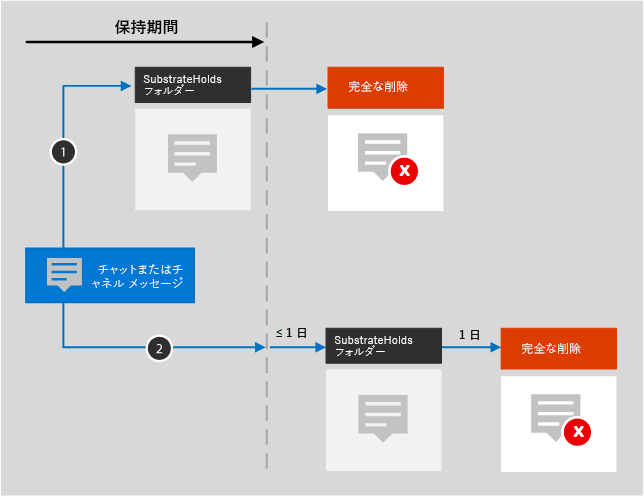 保持期間
SubstrateHolds
フォルダー
完全な削除
1
チャットまたはチ
ャネル メッセージ
2
≤ 1 日
SubstrateHolds
フォルダー
1 日
完全な削除